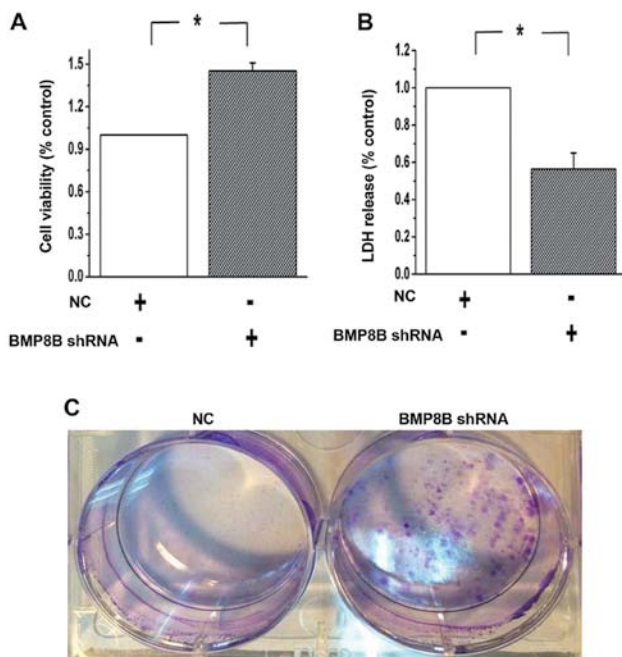 A
*
Cell viability (% control)
1.5
1.2
0.9
0.6
0.3
0.0
NC + -
BMP8B shRNA - +
B
*
LDH release (% control)
1.2
1.0
0.8
0.6
0.4
0.2
0.0
NC + -
BMP8B shRNA - +
C
NC BMP8B shRNA